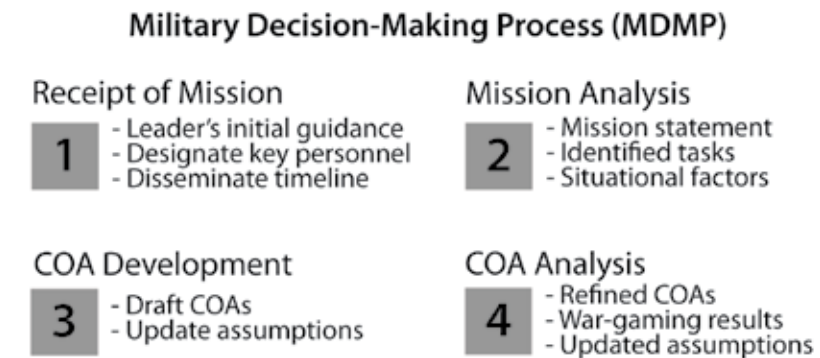 Military Decision-Making Process (MDMP)
Receipt of Mission
1
- Leader's initial guidance
- Designate key personnel
- Disseminate timeline
Mission Analysis
2
- Mission statement
- Identified tasks
- Situational factors
COA Development
3
- Draft COAs
- Update assumptions
COA Analysis
4
- Refined COAs
- War-gaming results
- Updated assumptions